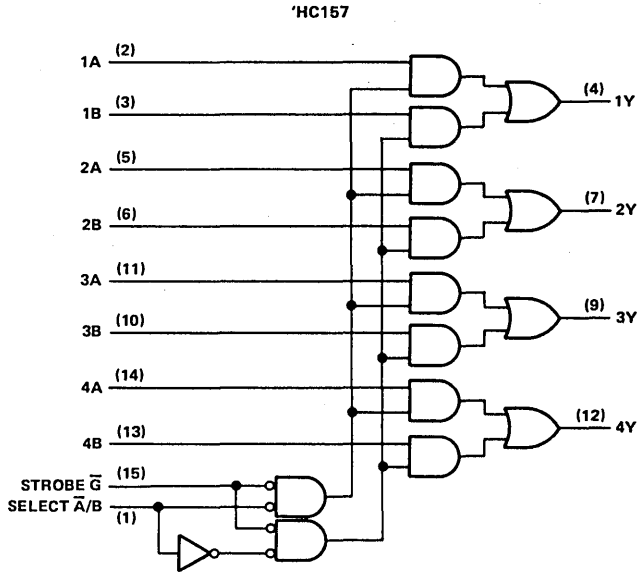 'HC157
1A (2)
(4) 1Y
1B (3)
2A (5)
(7) 2Y
2B (6)
3A (11)
(9) 3Y
3B (10)
4A (14)
(12) 4Y
4B (13)
STROBE G̅ (15)
SELECT A̅/B (1)